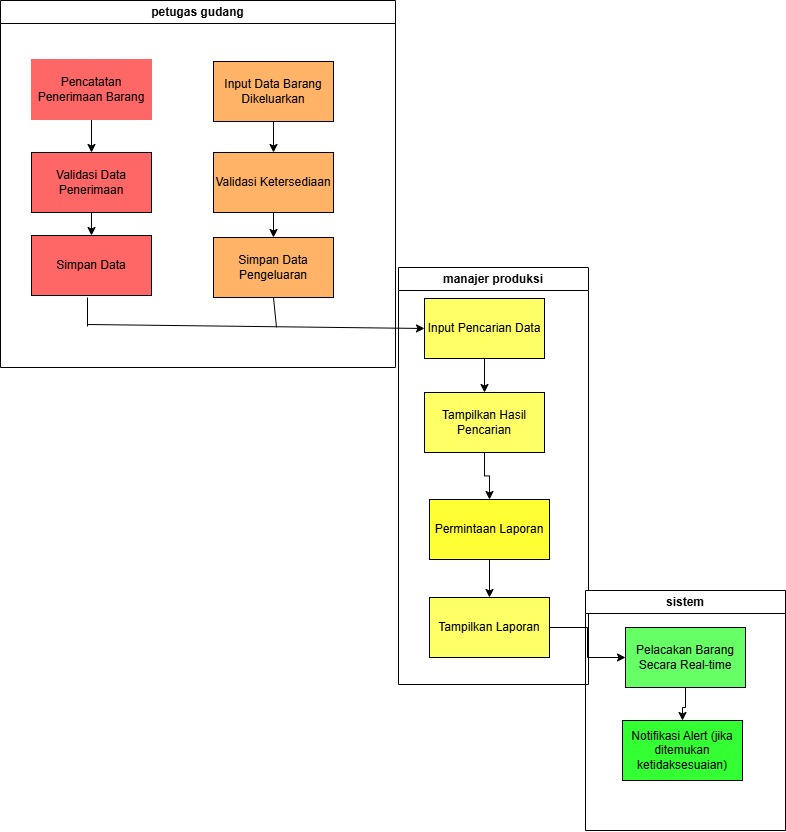 petugas gudang
Pencatatan
Penerimaan Barang
Validasi Data
Penerimaan
Simpan Data
Input Data Barang
Dikeluarkan
Validasi Ketersediaan
Simpan Data
Pengeluaran
manajer produksi
Input Pencarian Data
Tampilkan Hasil
Pencarian
Permintaan Laporan
Tampilkan Laporan
sistem
Pelacakan Barang
Secara Real-time
Notifikasi Alert (jika
ditemukan
ketidaksesuaian)